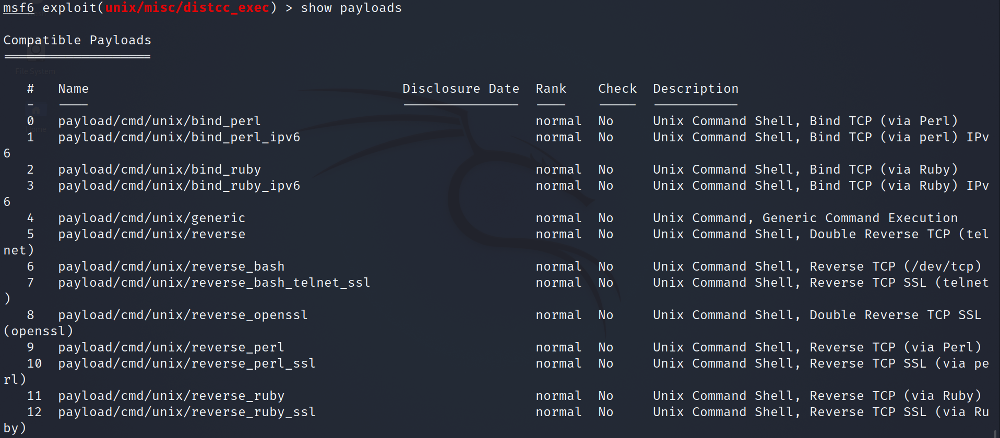 msf6 exploit(unix/misc/distcc_exec) > show payloads
Compatible Payloads
===================
# Name Disclosure Date Rank Check Description
- ---- --------------- ---- ----- -----------
0 payload/cmd/unix/bind_perl normal No Unix Command Shell, Bind TCP (via Perl)
1 payload/cmd/unix/bind_perl_ipv6 normal No Unix Command Shell, Bind TCP (via perl) IPv
6
2 payload/cmd/unix/bind_ruby normal No Unix Command Shell, Bind TCP (via Ruby)
3 payload/cmd/unix/bind_ruby_ipv6 normal No Unix Command Shell, Bind TCP (via Ruby) IPv
6
4 payload/cmd/unix/generic normal No Unix Command, Generic Command Execution
5 payload/cmd/unix/reverse normal No Unix Command Shell, Double Reverse TCP (tel
net)
6 payload/cmd/unix/reverse_bash normal No Unix Command Shell, Reverse TCP (/dev/tcp)
7 payload/cmd/unix/reverse_bash_telnet_ssl normal No Unix Command Shell, Reverse TCP SSL (telnet
)
8 payload/cmd/unix/reverse_openssl normal No Unix Command Shell, Double Reverse TCP SSL
(openssl)
9 payload/cmd/unix/reverse_perl normal No Unix Command Shell, Reverse TCP (via Perl)
10 payload/cmd/unix/reverse_perl_ssl normal No Unix Command Shell, Reverse TCP SSL (via pe
rl)
11 payload/cmd/unix/reverse_ruby normal No Unix Command Shell, Reverse TCP (via Ruby)
12 payload/cmd/unix/reverse_ruby_ssl normal No Unix Command Shell, Reverse TCP SSL (via Ru
by)
Trash
File System
Home